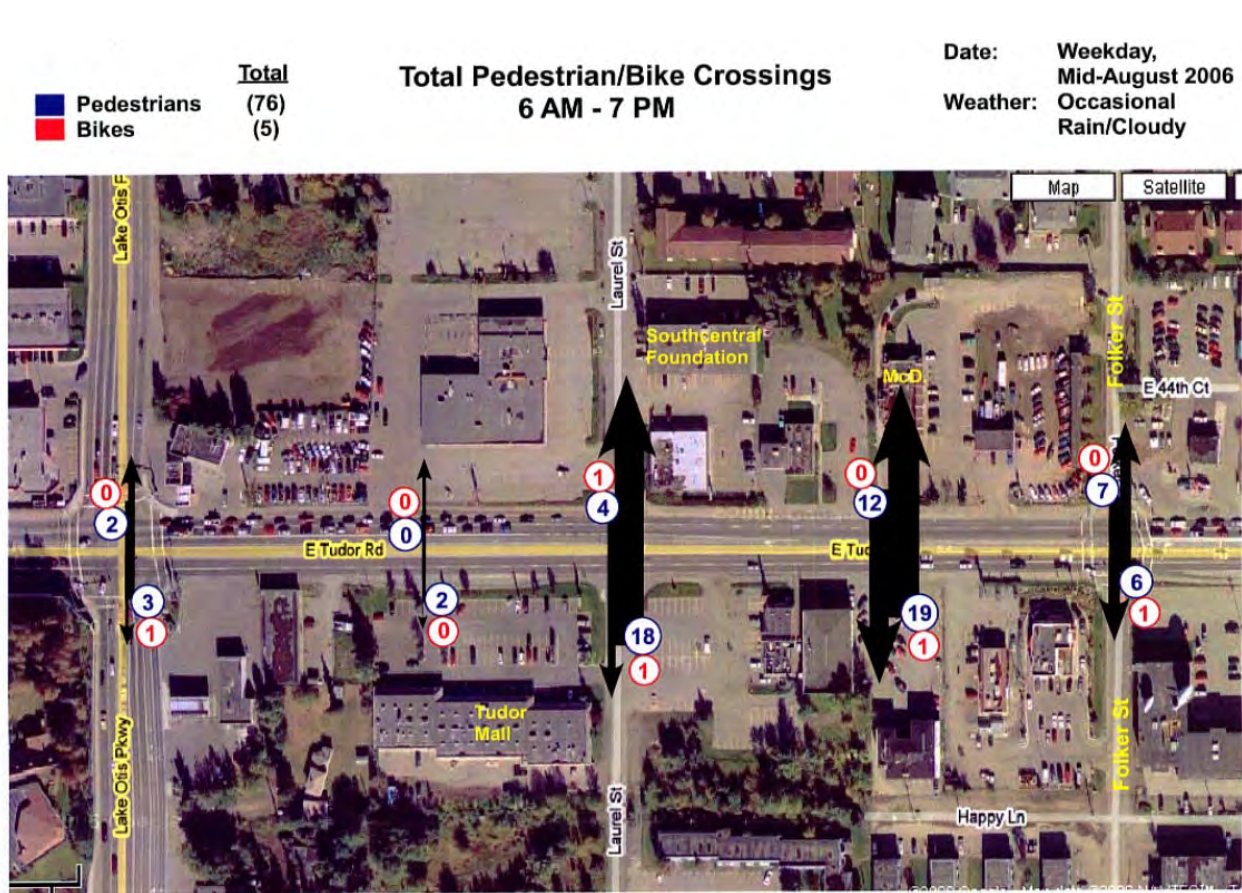 Total
Pedestrians (76)
Bikes (5)
Total Pedestrian/Bike Crossings
6 AM - 7 PM
Date: Weekday,
Mid-August 2006
Weather: Occasional
Rain/Cloudy
Map
Satellite
Lake Otis P
Laurel St
Southcentral
Foundation
McD.
Folker St
E 44th Ct
0
2
0
0
1
4
0
12
0
7
E Tudor Rd
E Tud
3
1
2
0
18
1
19
1
6
1
Tudor
Mall
Lake Otis Pkwy
Laurel St
Folker St
Happy Ln